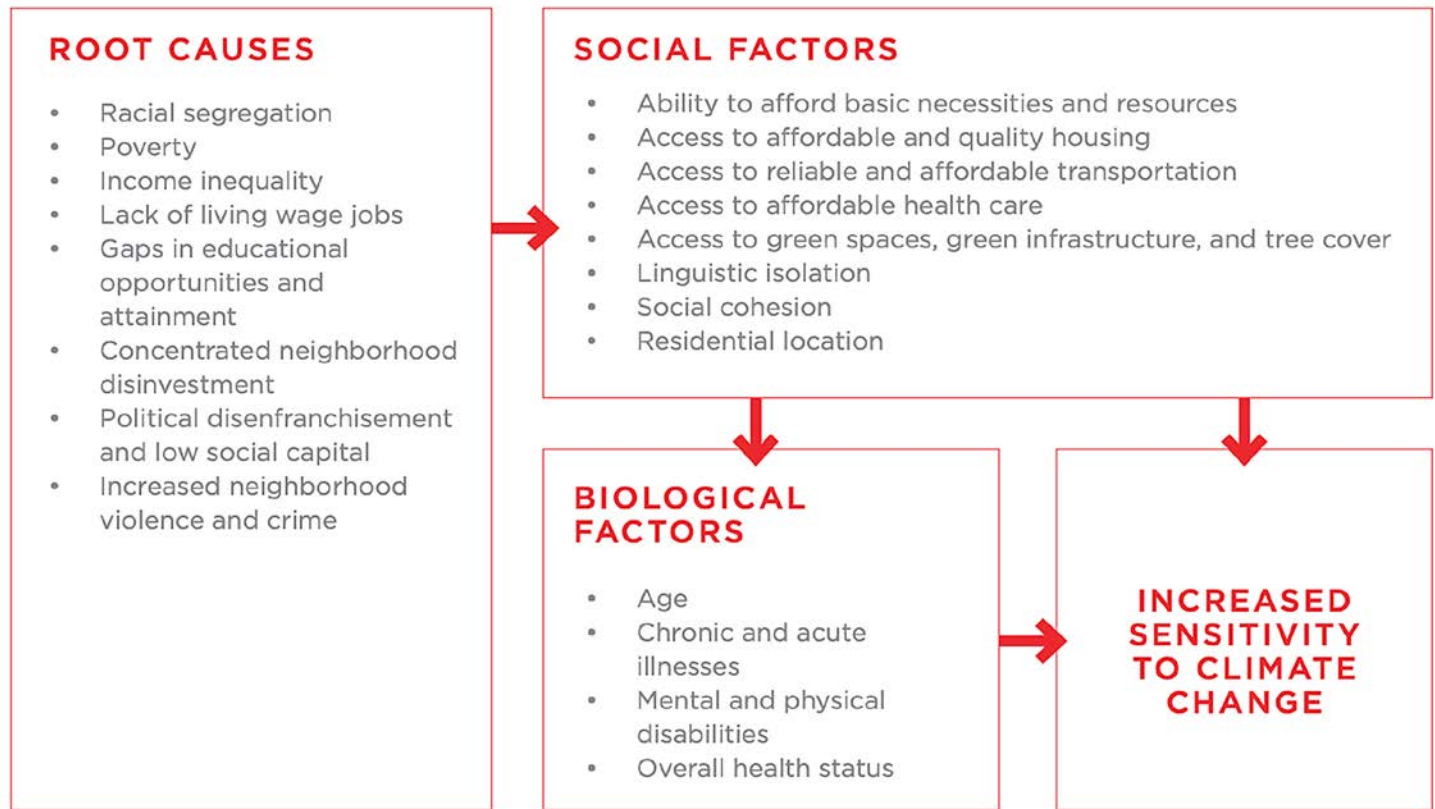 ROOT CAUSES
• Racial segregation
• Poverty
• Income inequality
• Lack of living wage jobs
• Gaps in educational
opportunities and
attainment
• Concentrated neighborhood
disinvestment
• Political disenfranchisement
and low social capital
• Increased neighborhood
violence and crime
SOCIAL FACTORS
• Ability to afford basic necessities and resources
• Access to affordable and quality housing
• Access to reliable and affordable transportation
• Access to affordable health care
• Access to green spaces, green infrastructure, and tree cover
• Linguistic isolation
• Social cohesion
• Residential location
BIOLOGICAL
FACTORS
• Age
• Chronic and acute
illnesses
• Mental and physical
disabilities
• Overall health status
INCREASED
SENSITIVITY
TO CLIMATE
CHANGE